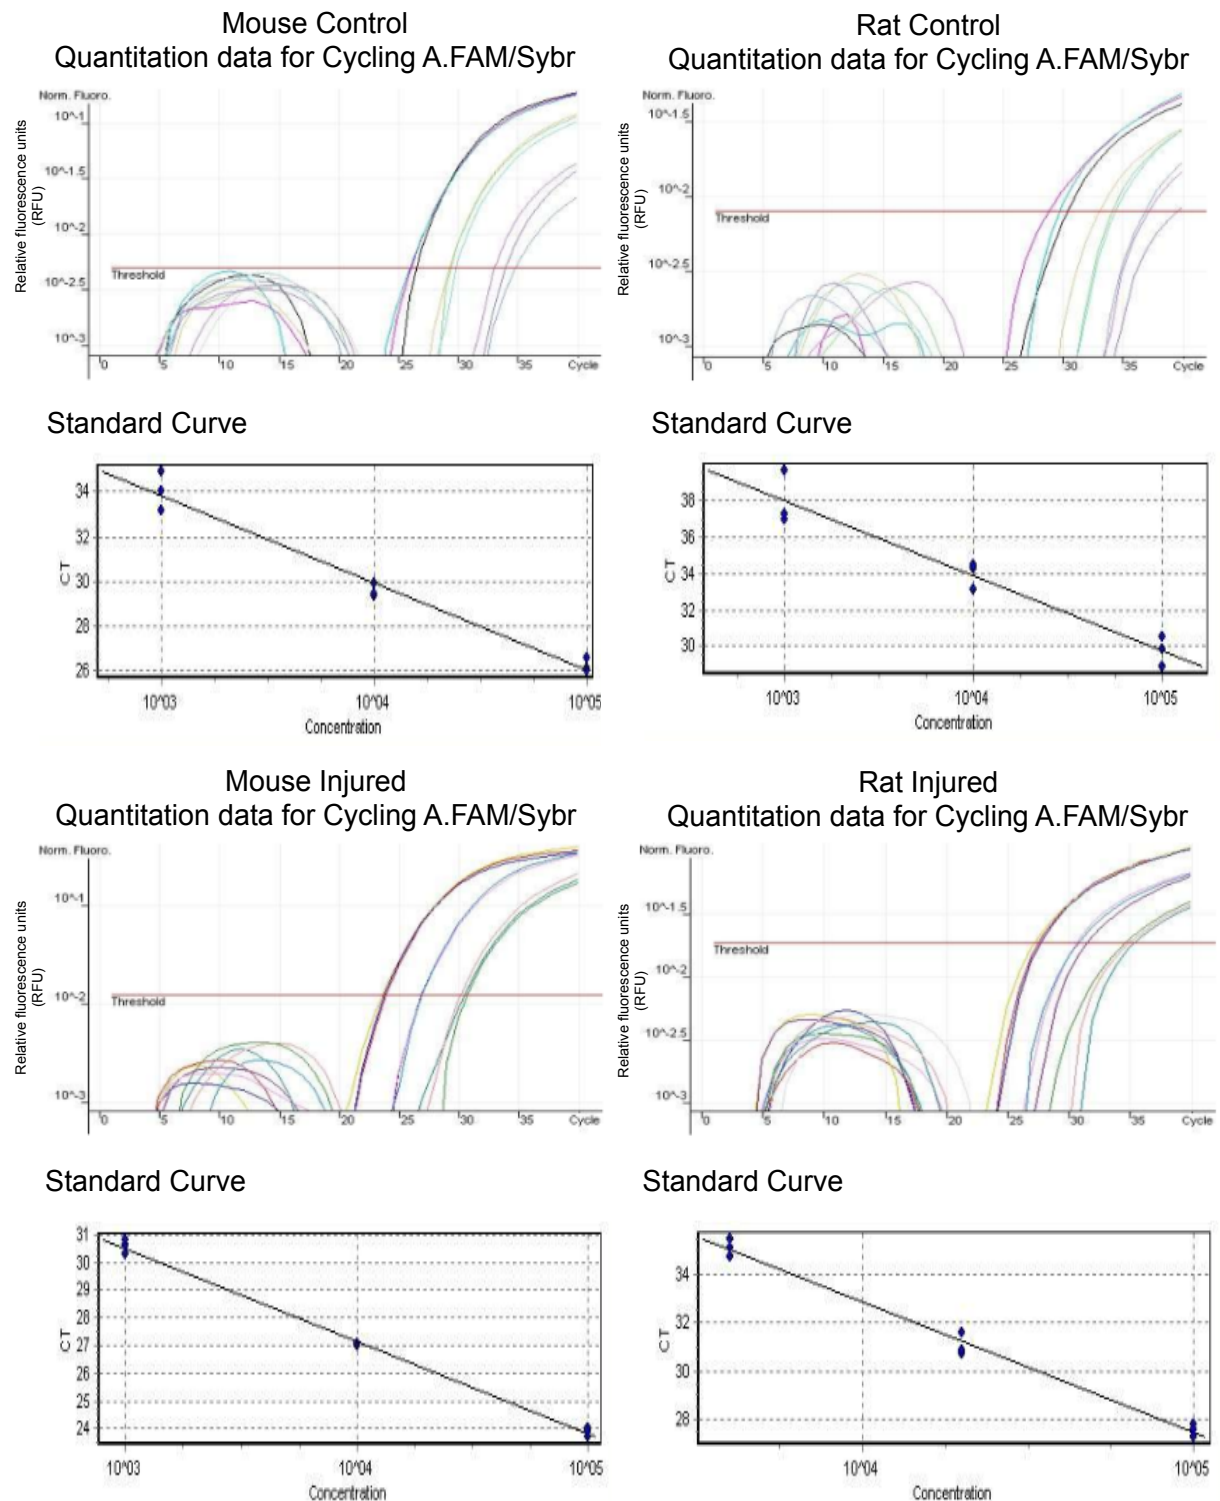 Mouse Control
Quantitation data for Cycling A.FAM/Sybr
Norm. Fluoro.
10^-1
10^-1.5
10^-2
10^-2.5
10^-3
Relative fluorescence units
(RFU)
Threshold
0 5 10 15 20 25 30 35 Cycle
Rat Control
Quantitation data for Cycling A.FAM/Sybr
Norm. Fluoro.
10^-1.5
10^-2
10^-2.5
10^-3
Relative fluorescence units
(RFU)
Threshold
0 5 10 15 20 25 30 35 Cycle
Standard Curve
34
32
30
28
26
CT
10^03 10^04 10^05
Concentration
Standard Curve
38
36
34
32
30
CT
10^03 10^04 10^05
Concentration
Mouse Injured
Quantitation data for Cycling A.FAM/Sybr
Norm. Fluoro.
10^-1
10^-2
10^-3
Relative fluorescence units
(RFU)
Threshold
0 5 10 15 20 25 30 35 Cycle
Rat Injured
Quantitation data for Cycling A.FAM/Sybr
Norm. Fluoro.
10^-1.5
10^-2
10^-2.5
10^-3
Relative fluorescence units
(RFU)
Threshold
0 5 10 15 20 25 30 35 Cycle
Standard Curve
31
30
29
28
27
26
25
24
CT
10^03 10^04 10^05
Concentration
Standard Curve
34
32
30
28
CT
10^04 10^05
Concentration